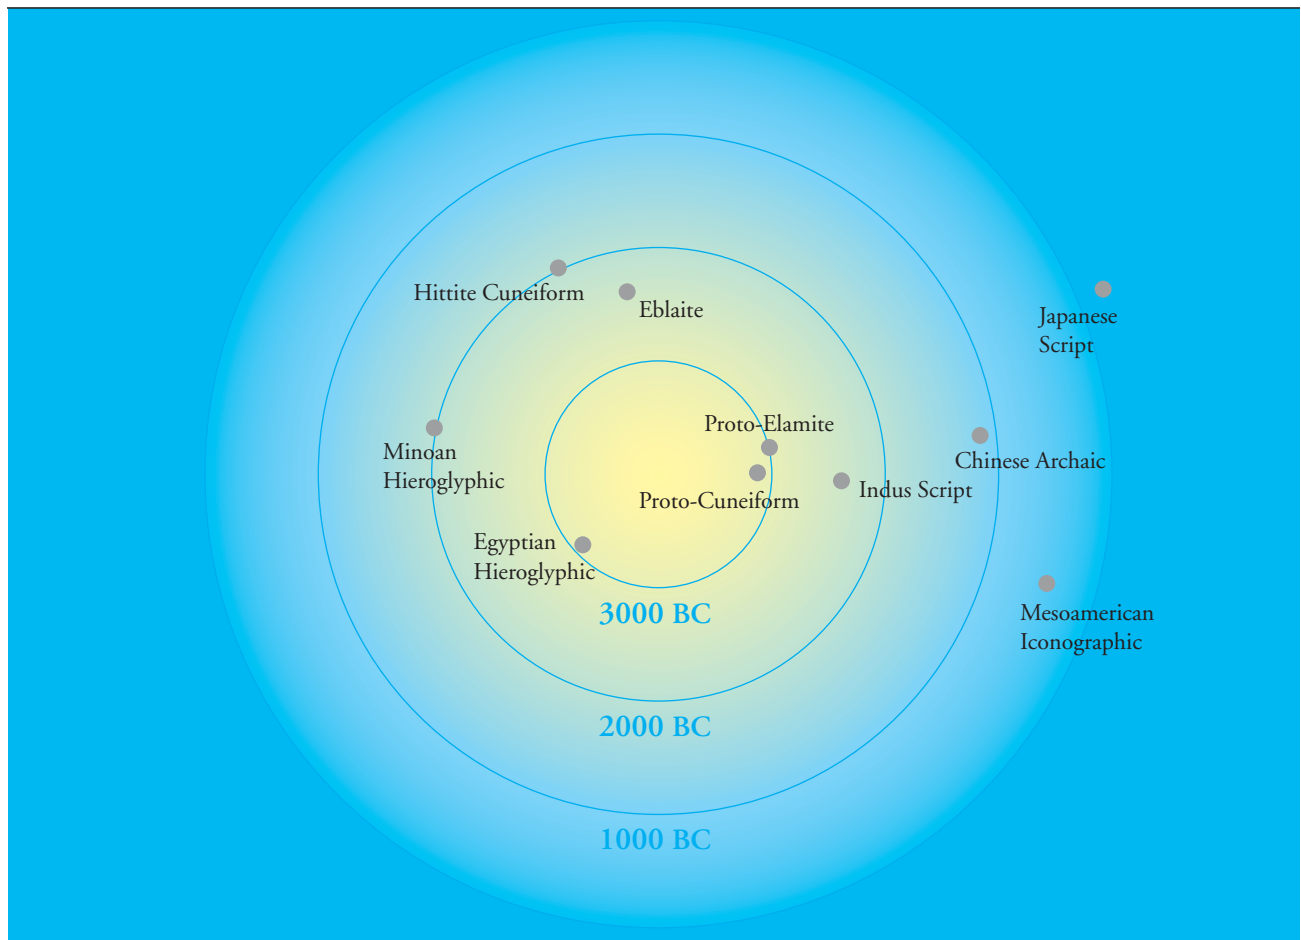 Hittite Cuneiform
Eblaite
Japanese
Script
Proto-Elamite
Minoan
Hieroglyphic
Chinese Archaic
Indus Script
Proto-Cuneiform
Egyptian
Hieroglyphic
3000 BC
Mesoamerican
Iconographic
2000 BC
1000 BC